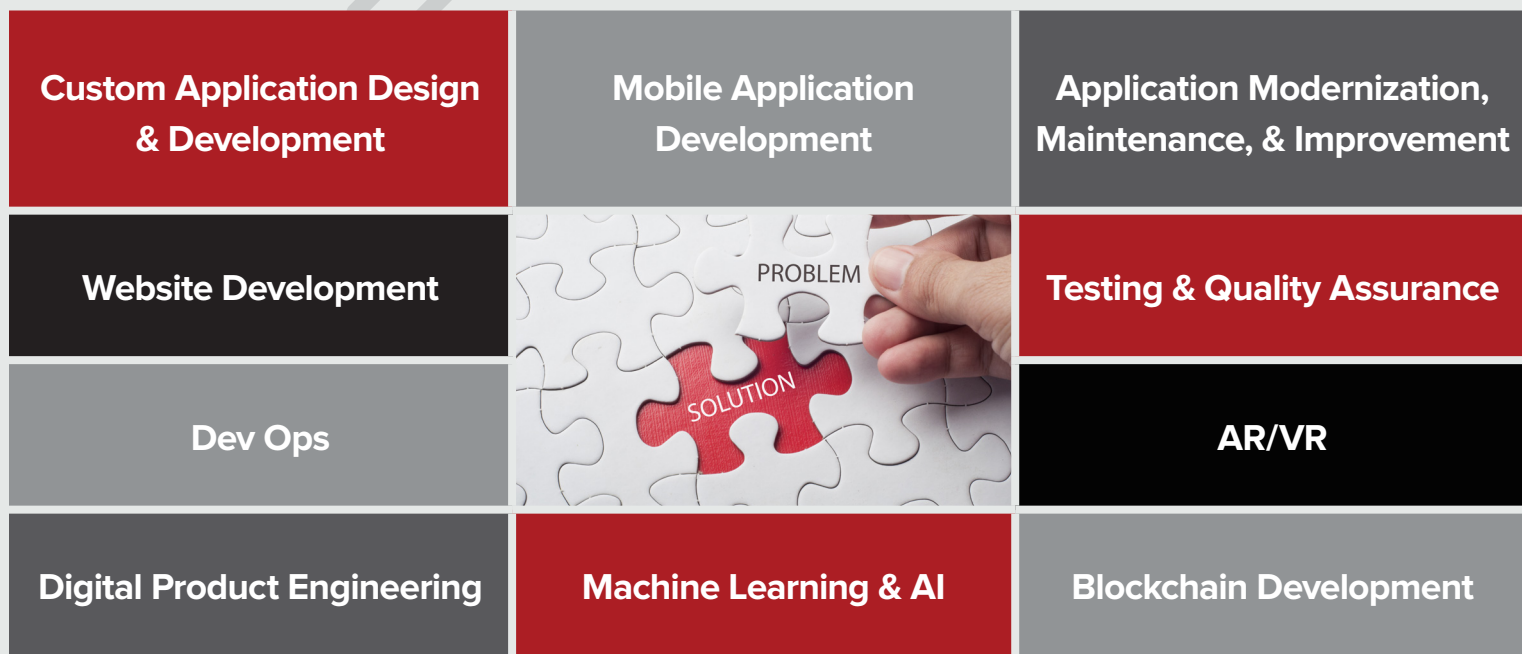 Custom Application Design
& Development
Mobile Application
Development
Application Modernization,
Maintenance, & Improvement
Website Development
PROBLEM
SOLUTION
Testing & Quality Assurance
Dev Ops
AR/VR
Digital Product Engineering
Machine Learning & AI
Blockchain Development